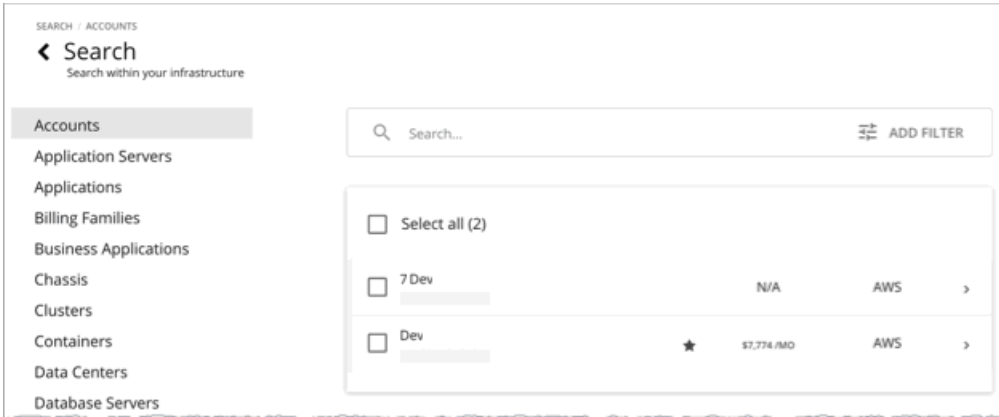 SEARCH / ACCOUNTS
Search
Search within your infrastructure
Accounts
Application Servers
Applications
Billing Families
Business Applications
Chassis
Clusters
Containers
Data Centers
Database Servers
Search...
ADD FILTER
Select all (2)
7 Dev
N/A
AWS
Dev
$7,774 /MO
AWS